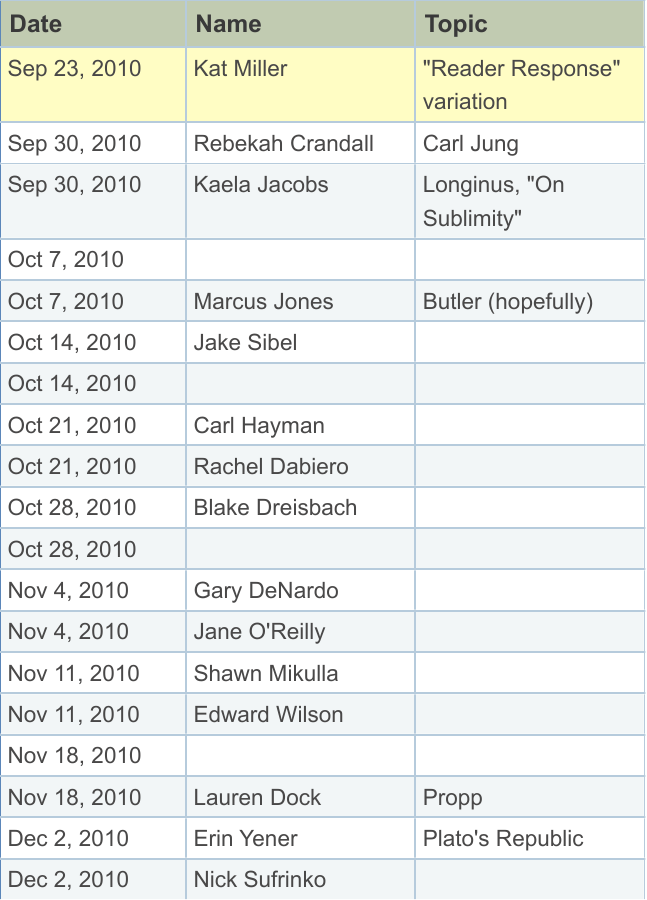 Date Name Topic
Sep 23, 2010 Kat Miller "Reader Response"
variation
Sep 30, 2010 Rebekah Crandall Carl Jung
Sep 30, 2010 Kaela Jacobs Longinus, "On
Sublimity"
Oct 7, 2010
Oct 7, 2010 Marcus Jones Butler (hopefully)
Oct 14, 2010 Jake Sibel
Oct 14, 2010
Oct 21, 2010 Carl Hayman
Oct 21, 2010 Rachel Dabiero
Oct 28, 2010 Blake Dreisbach
Oct 28, 2010
Nov 4, 2010 Gary DeNardo
Nov 4, 2010 Jane O'Reilly
Nov 11, 2010 Shawn Mikulla
Nov 11, 2010 Edward Wilson
Nov 18, 2010
Nov 18, 2010 Lauren Dock Propp
Dec 2, 2010 Erin Yener Plato's Republic
Dec 2, 2010 Nick Sufrinko